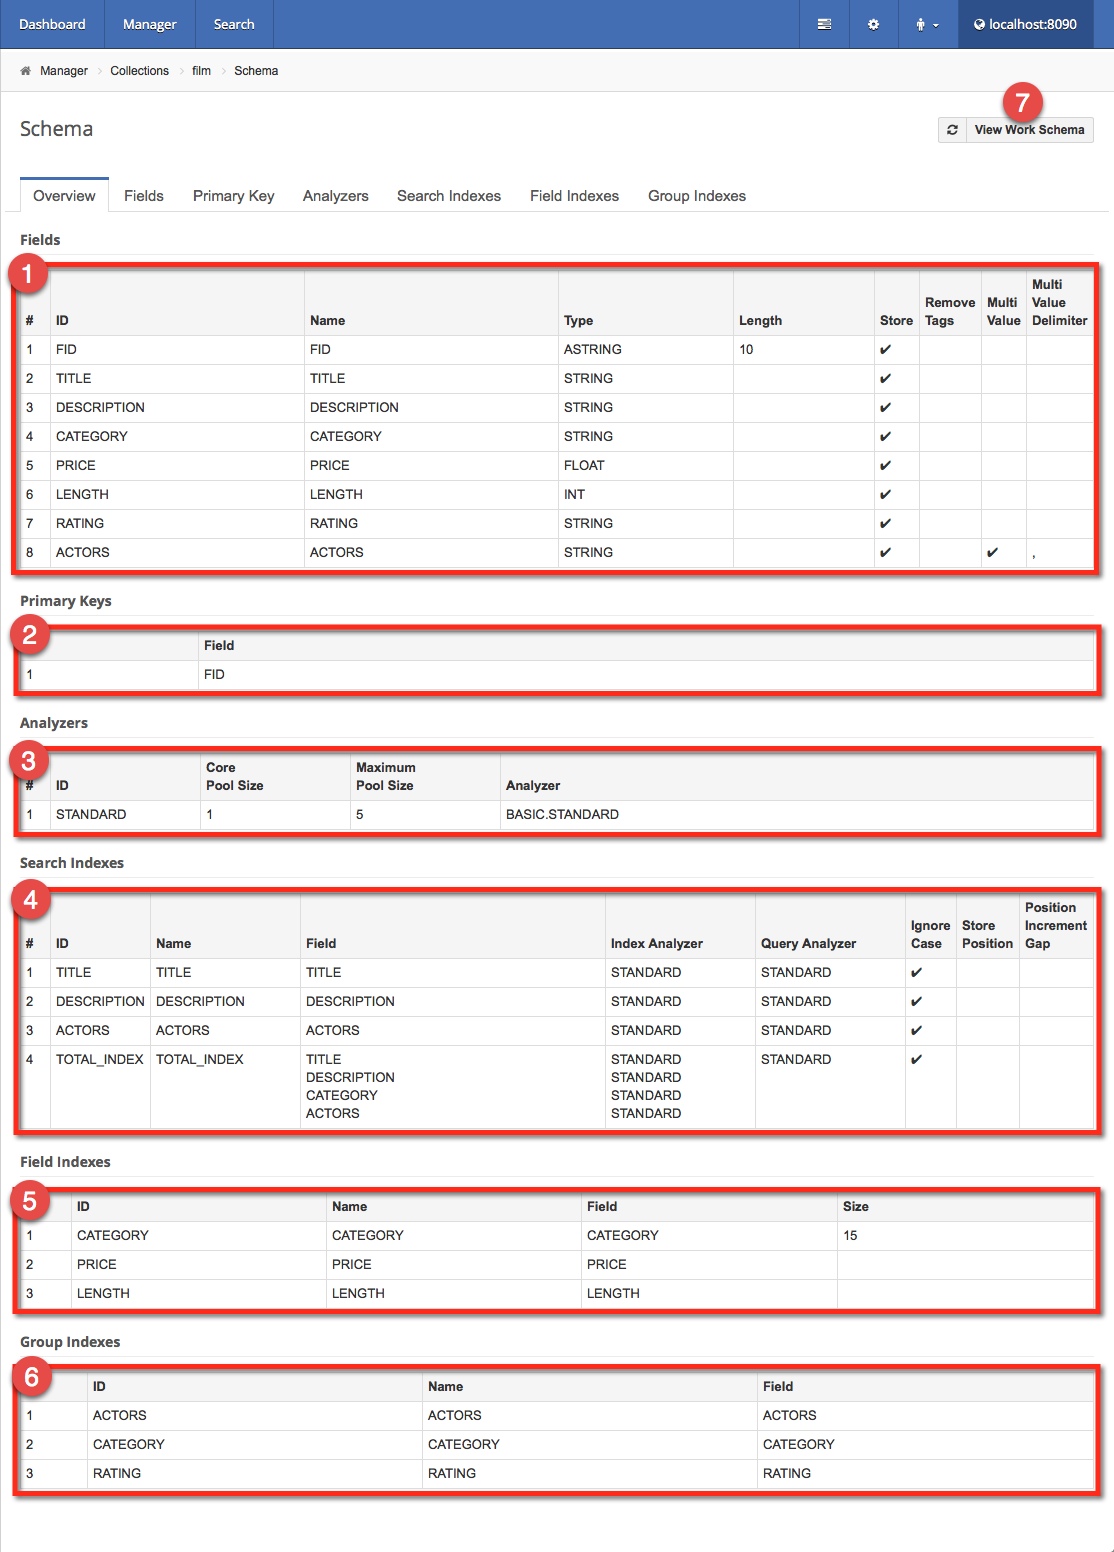 Dashboard Manager Search localhost:8090
Manager Collections film Schema
7
Schema View Work Schema
Overview Fields Primary Key Analyzers Search Indexes Field Indexes Group Indexes
Fields
1
# ID Name Type Length Store Remove Tags Multi Value Multi Value Delimiter
1 FID FID ASTRING 10 ✔
2 TITLE TITLE STRING ✔
3 DESCRIPTION DESCRIPTION STRING ✔
4 CATEGORY CATEGORY STRING ✔
5 PRICE PRICE FLOAT ✔
6 LENGTH LENGTH INT ✔
7 RATING RATING STRING ✔
8 ACTORS ACTORS STRING ✔ ✔ ,
Primary Keys
2
Field
1 FID
Analyzers
3
# ID Core Pool Size Maximum Pool Size Analyzer
1 STANDARD 1 5 BASIC.STANDARD
Search Indexes
4
# ID Name Field Index Analyzer Query Analyzer Ignore Case Store Position Position Increment Gap
1 TITLE TITLE TITLE STANDARD STANDARD ✔
2 DESCRIPTION DESCRIPTION DESCRIPTION STANDARD STANDARD ✔
3 ACTORS ACTORS ACTORS STANDARD STANDARD ✔
4 TOTAL_INDEX TOTAL_INDEX TITLE STANDARD STANDARD ✔
DESCRIPTION STANDARD
CATEGORY STANDARD
ACTORS STANDARD
Field Indexes
5
ID Name Field Size
1 CATEGORY CATEGORY CATEGORY 15
2 PRICE PRICE PRICE
3 LENGTH LENGTH LENGTH
Group Indexes
6
ID Name Field
1 ACTORS ACTORS ACTORS
2 CATEGORY CATEGORY CATEGORY
3 RATING RATING RATING